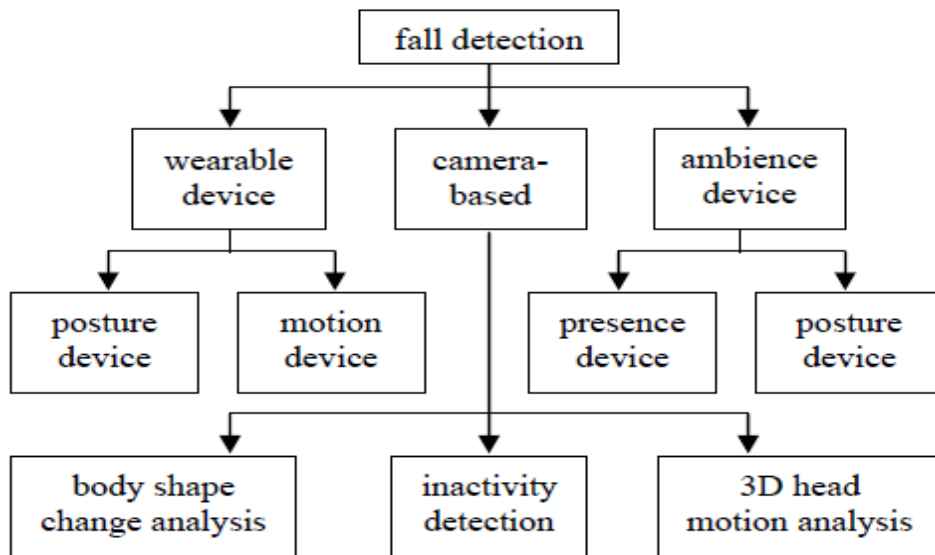 fall detection
wearable
device
camera-
based
ambience
device
posture
device
motion
device
presence
device
posture
device
body shape
change analysis
inactivity
detection
3D head
motion analysis